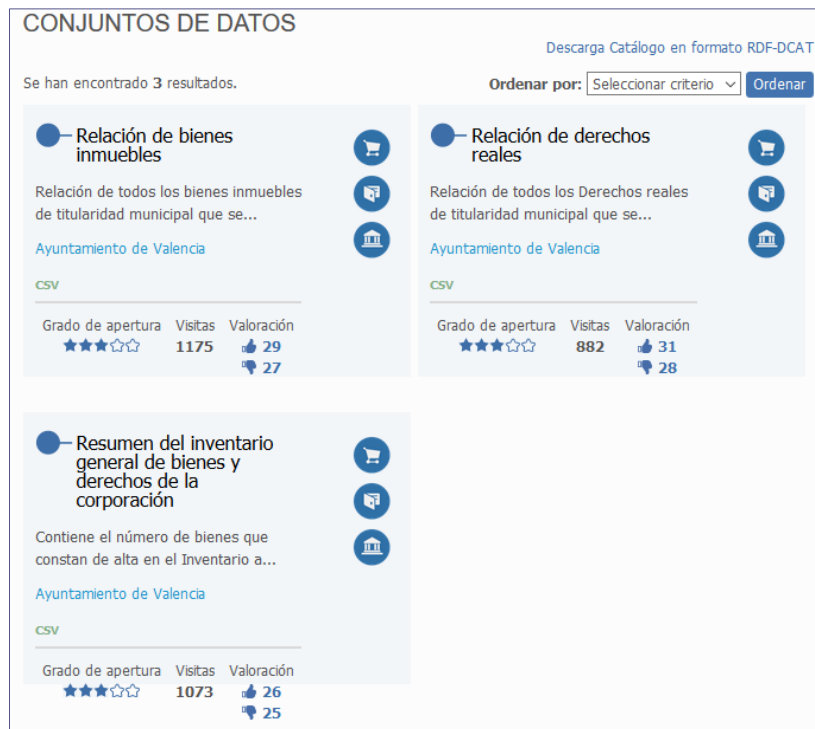 CONJUNTOS DE DATOS
Descarga Catálogo en formato RDF-DCAT
Se han encontrado 3 resultados.
Ordenar por: Seleccionar criterio Ordenar
Relación de bienes
inmuebles
Relación de todos los bienes inmuebles
de titularidad municipal que se...
Ayuntamiento de Valencia
CSV
Grado de apertura Visitas Valoración
1175 29
27
Relación de derechos
reales
Relación de todos los Derechos reales
de titularidad municipal que se...
Ayuntamiento de Valencia
CSV
Grado de apertura Visitas Valoración
882 31
28
Resumen del inventario
general de bienes y
derechos de la
corporación
Contiene el número de bienes que
constan de alta en el Inventario a...
Ayuntamiento de Valencia
CSV
Grado de apertura Visitas Valoración
1073 26
25